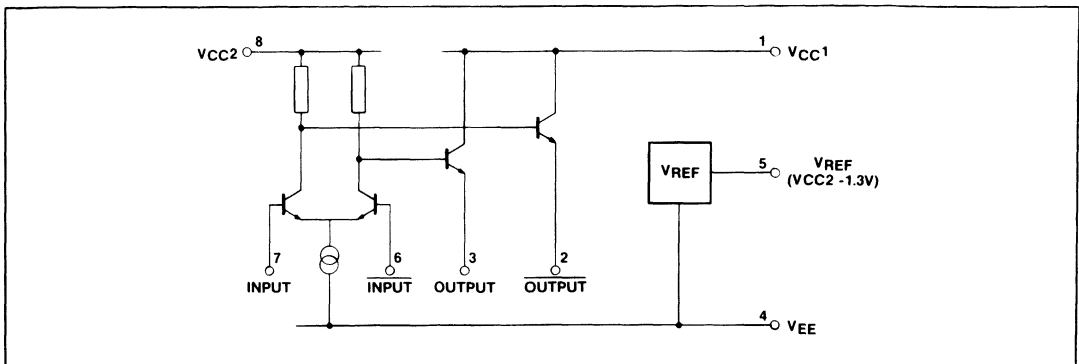 8
VCC2
1
VCC1
VREF
5
VREF
(VCC2 -1.3V)
7
INPUT
6
INPUT
3
OUTPUT
2
OUTPUT
4
VEE